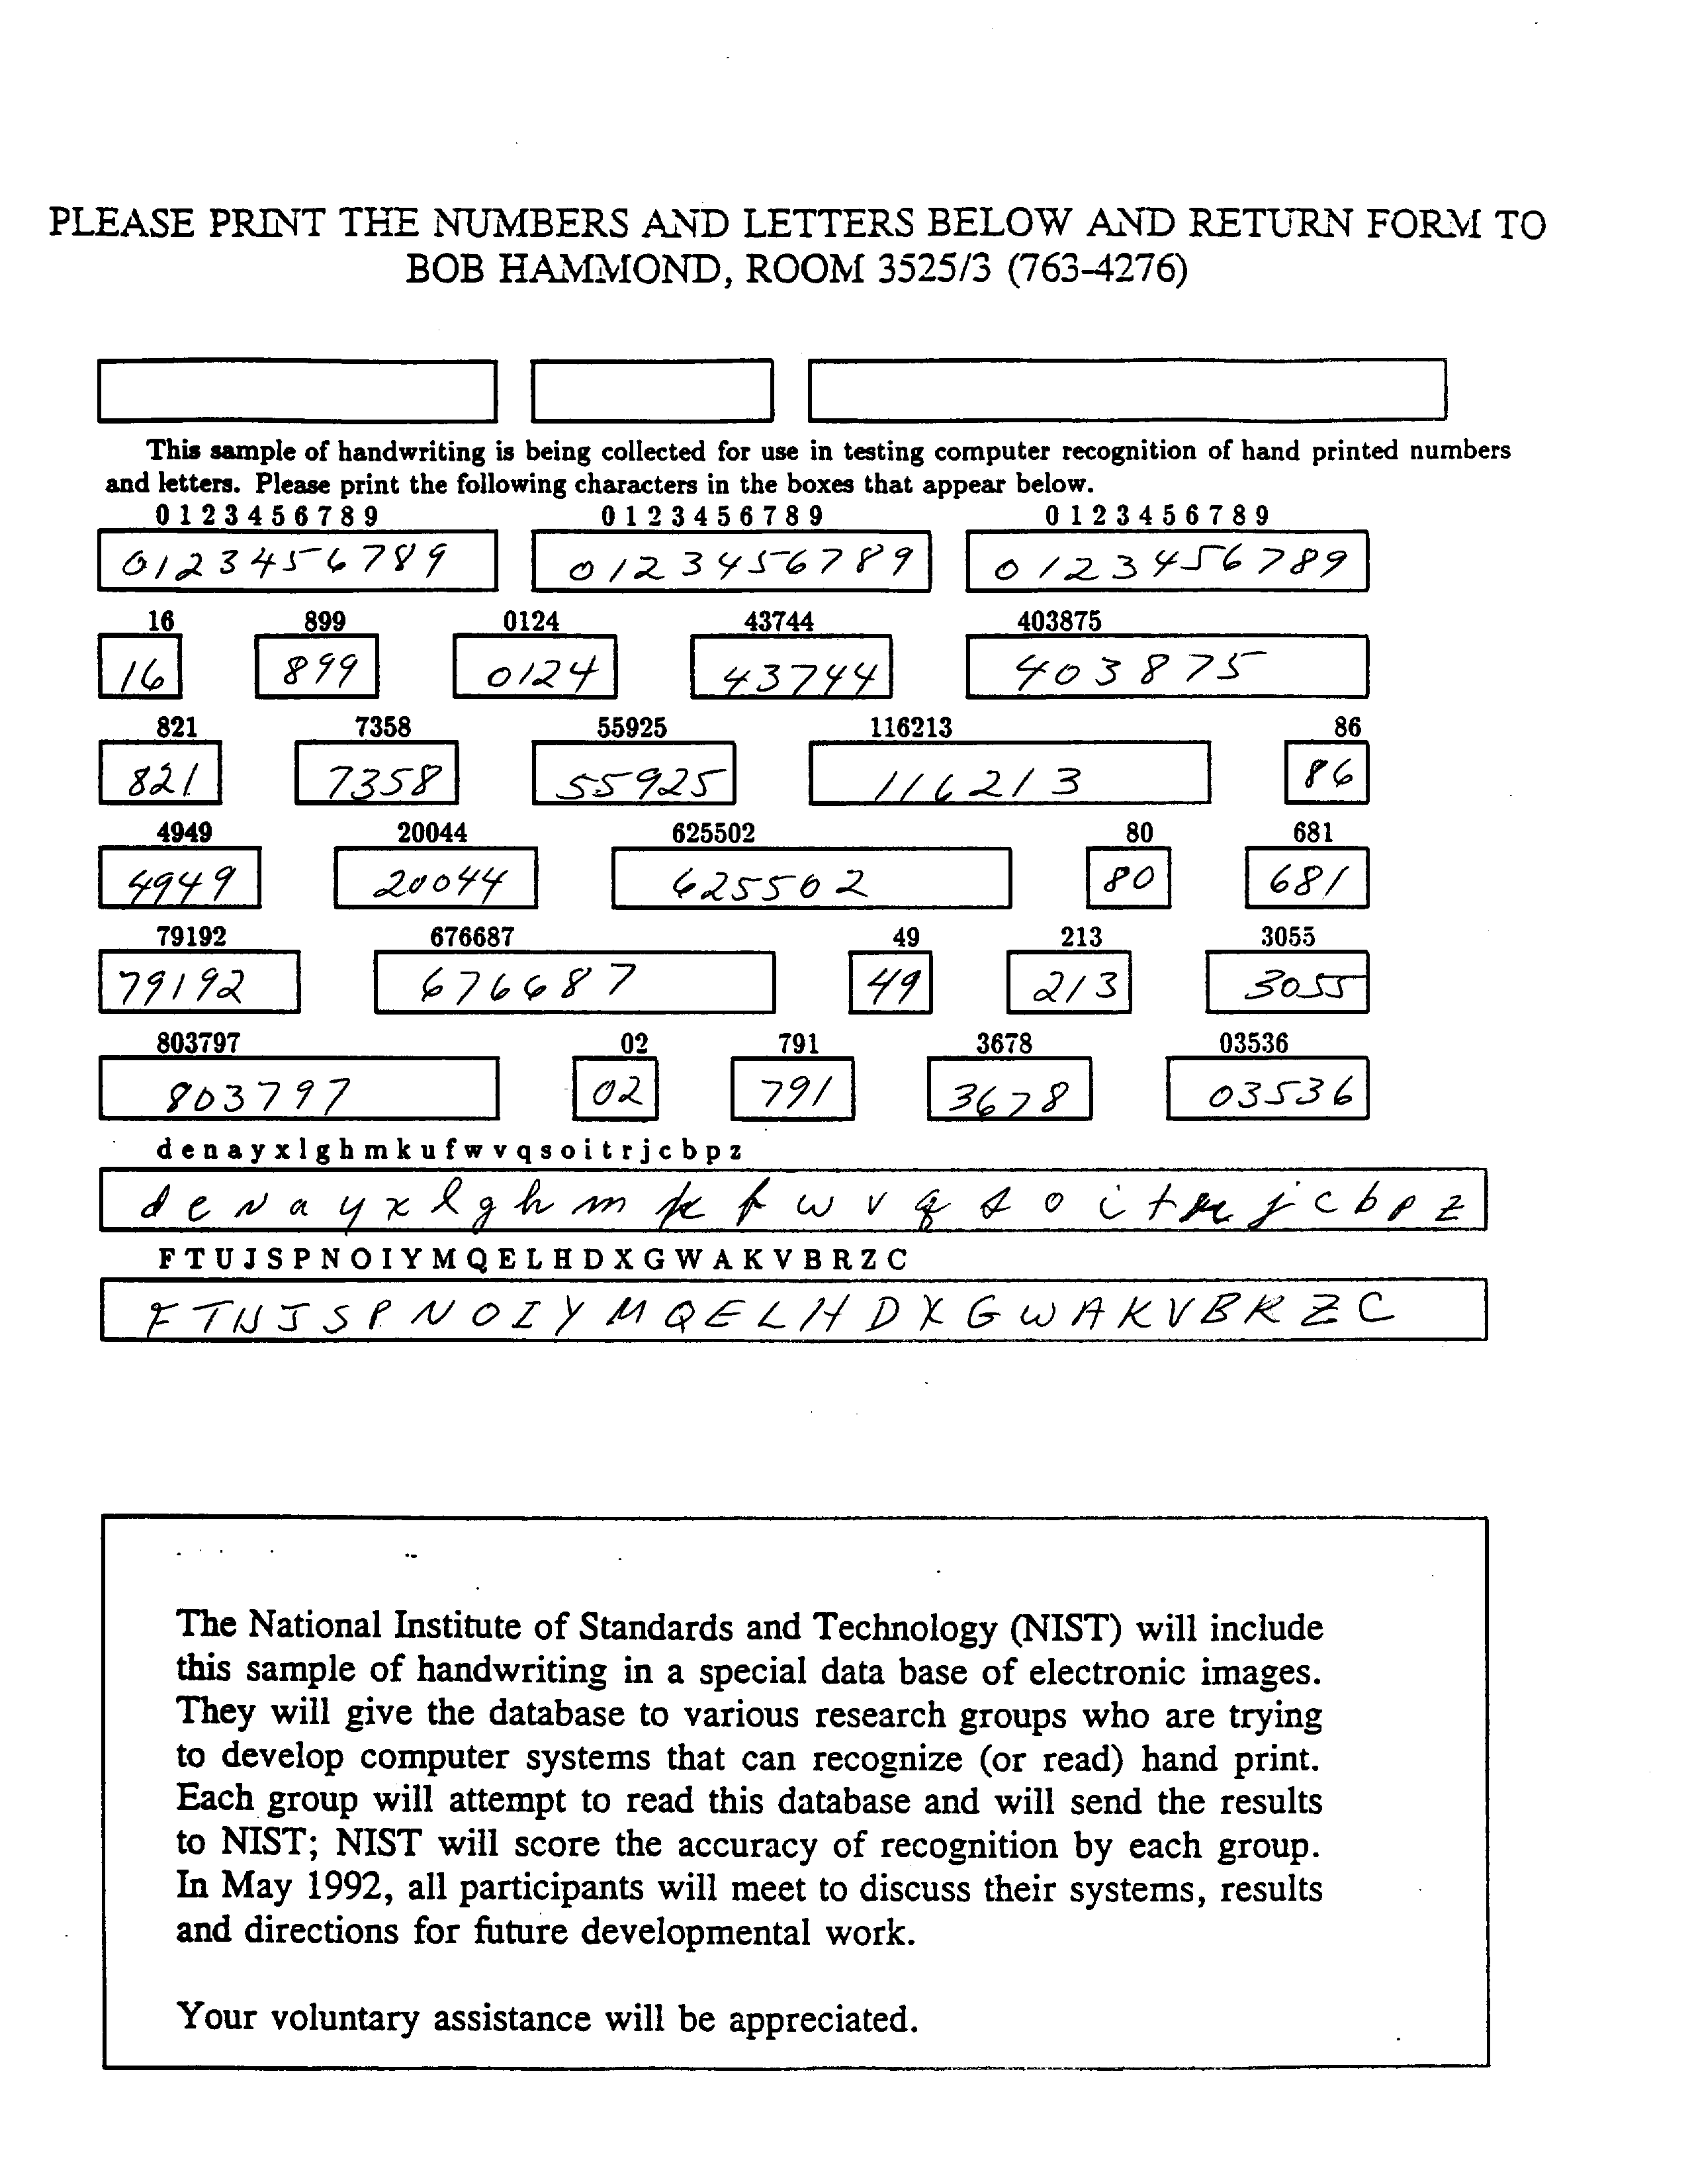 PLEASE PRINT THE NUMBERS AND LETTERS BELOW AND RETURN FORM TO
BOB HAMMOND, ROOM 3525/3 (763-4276)
This sample of handwriting is being collected for use in testing computer recognition of hand printed numbers
and letters. Please print the following characters in the boxes that appear below.
0 1 2 3 4 5 6 7 8 9 0 1 2 3 4 5 6 7 8 9 0 1 2 3 4 5 6 7 8 9
0123456789 0123456789 0123456789
16 899 0124 43744 403875
16 899 0124 43744 403875
821 7358 55925 116213 86
821 7358 55925 116213 86
4949 20044 625502 80 681
4949 20044 625502 80 681
79192 676687 49 213 3055
79192 676687 49 213 3055
803797 02 791 3678 03536
803797 02 791 3678 03536
d e n a y x l g h m k u f w v q s o i t r j c b p z
d e n a y x l g h m k f w v q s o i t r j c b p z
F T U J S P N O I Y M Q E L H D X G W A K V B R Z C
F T U J S P N O I Y M Q E L H D X G W A K V B R Z C
The National Institute of Standards and Technology (NIST) will include
this sample of handwriting in a special data base of electronic images.
They will give the database to various research groups who are trying
to develop computer systems that can recognize (or read) hand print.
Each group will attempt to read this database and will send the results
to NIST; NIST will score the accuracy of recognition by each group.
In May 1992, all participants will meet to discuss their systems, results
and directions for future developmental work.
Your voluntary assistance will be appreciated.